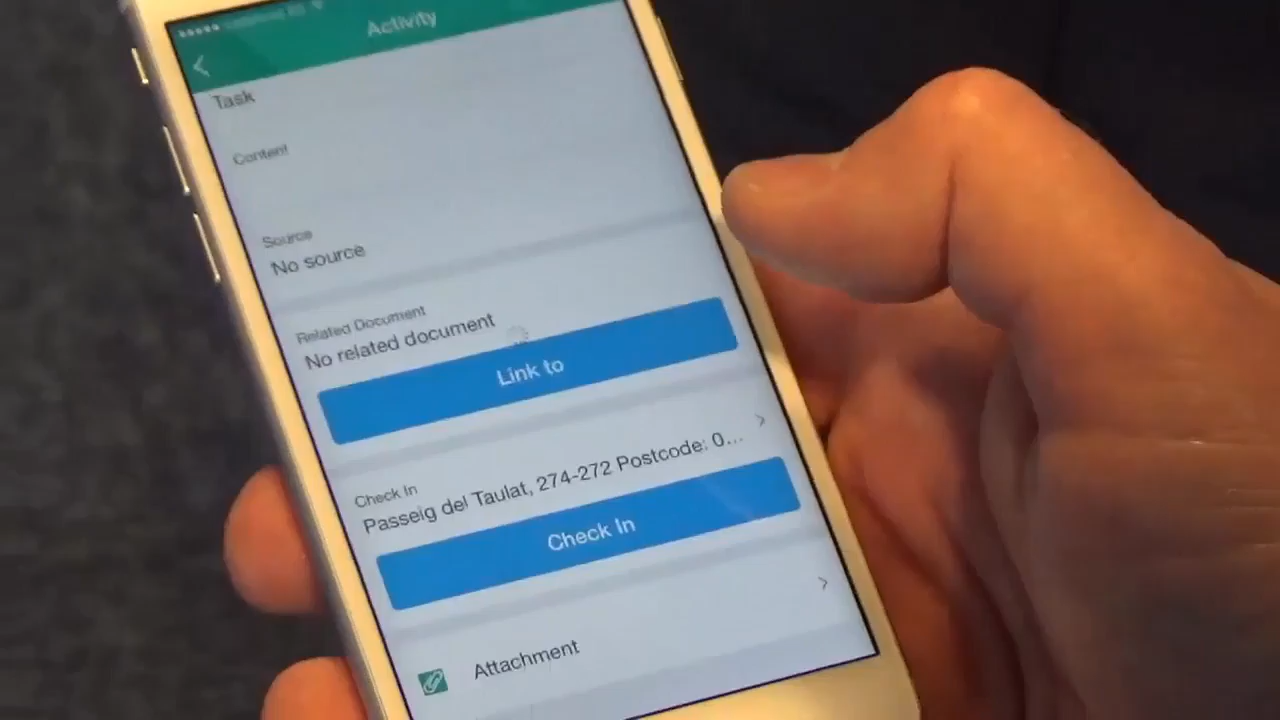 Activity
Task
Content
Source
No source
Related Document
No related document
Link to
Check In
Passeig del Taulat, 274-272 Postcode: 0...
Check In
Attachment